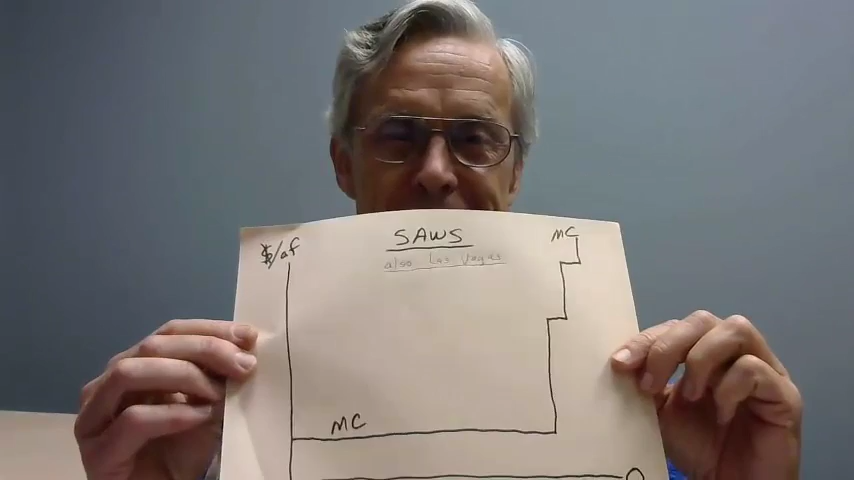 SAWS
also Las Vegas
$/af
MC
MC
Q